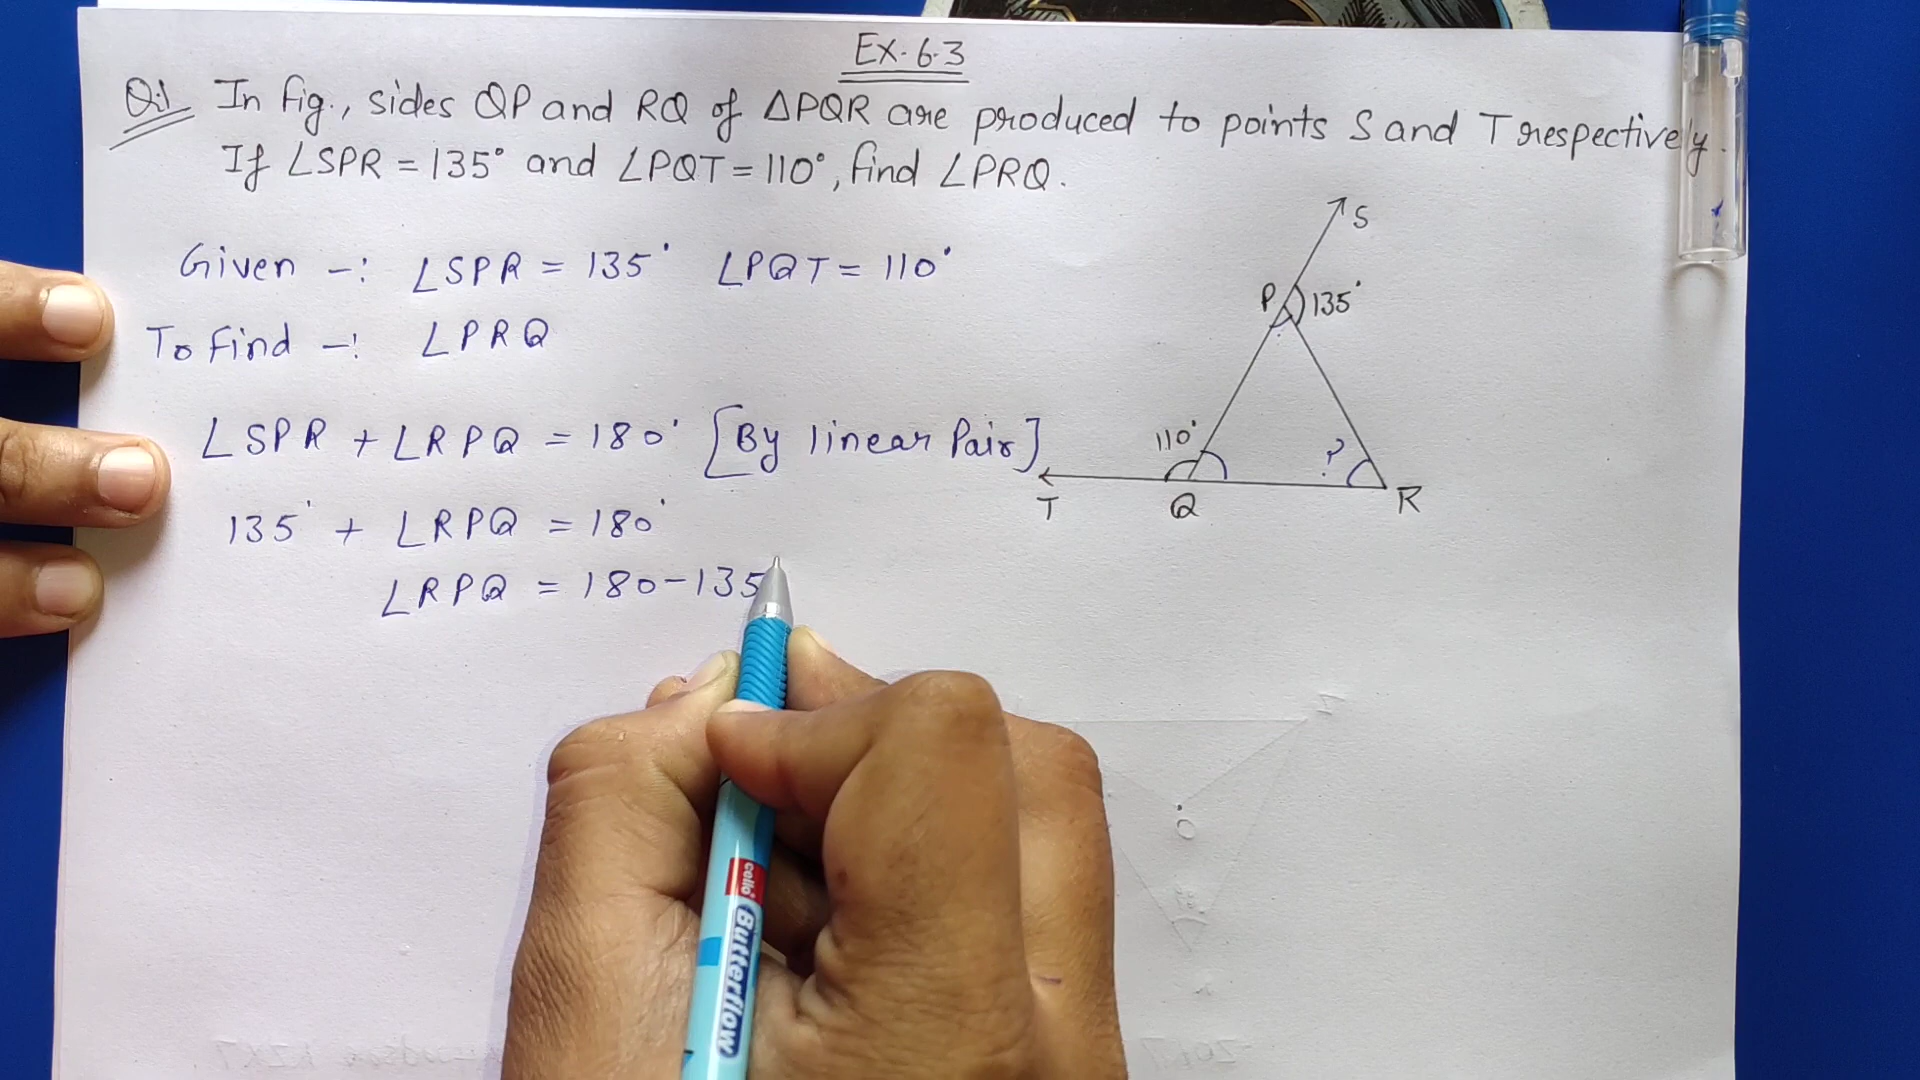 Ex. 6.3
Q.1 In fig., sides QP and RQ of △PQR are produced to points S and T respectively.
If ∠SPR = 135° and ∠PQT = 110°, find ∠PRQ.
Given -: ∠SPR = 135° ∠PQT = 110°
To find -: ∠PRQ
∠SPR + ∠RPQ = 180° [By linear Pair]
135° + ∠RPQ = 180°
∠RPQ = 180-135
S
P 135°
110° ?
T Q R
O
cello Butterflow